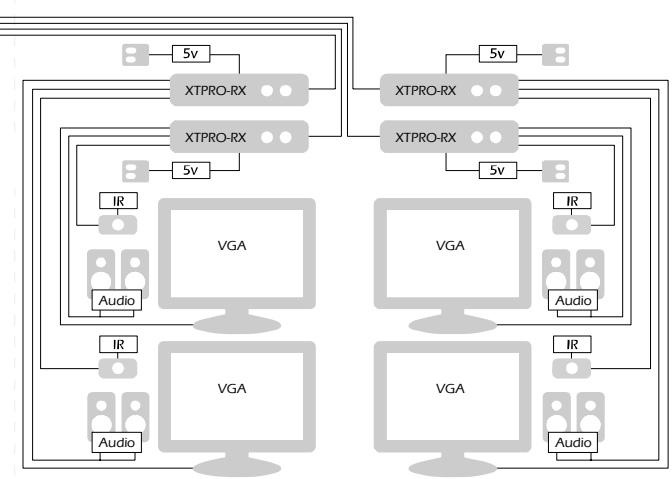 5v 5v
XTPRO-RX XTPRO-RX
XTPRO-RX XTPRO-RX
5v 5v
IR IR
VGA VGA
Audio Audio
IR IR
VGA VGA
Audio Audio